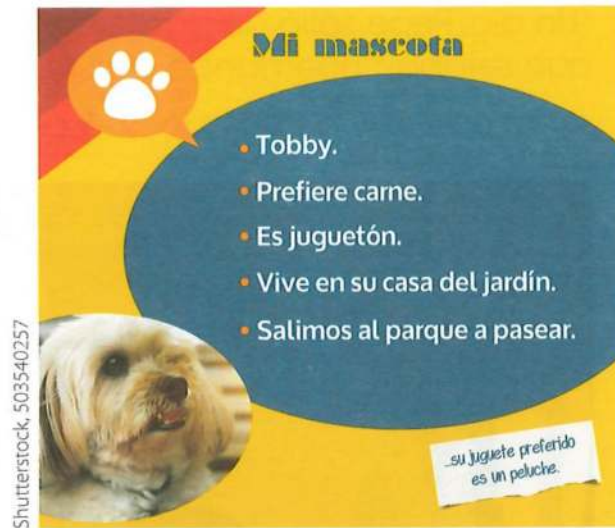 Mi mascota
• Tobby.
• Prefiere carne.
• Es juguetón.
• Vive en su casa del jardín.
• Salimos al parque a pasear.
...su juguete preferido
es un peluche.
Shutterstock, 503540257